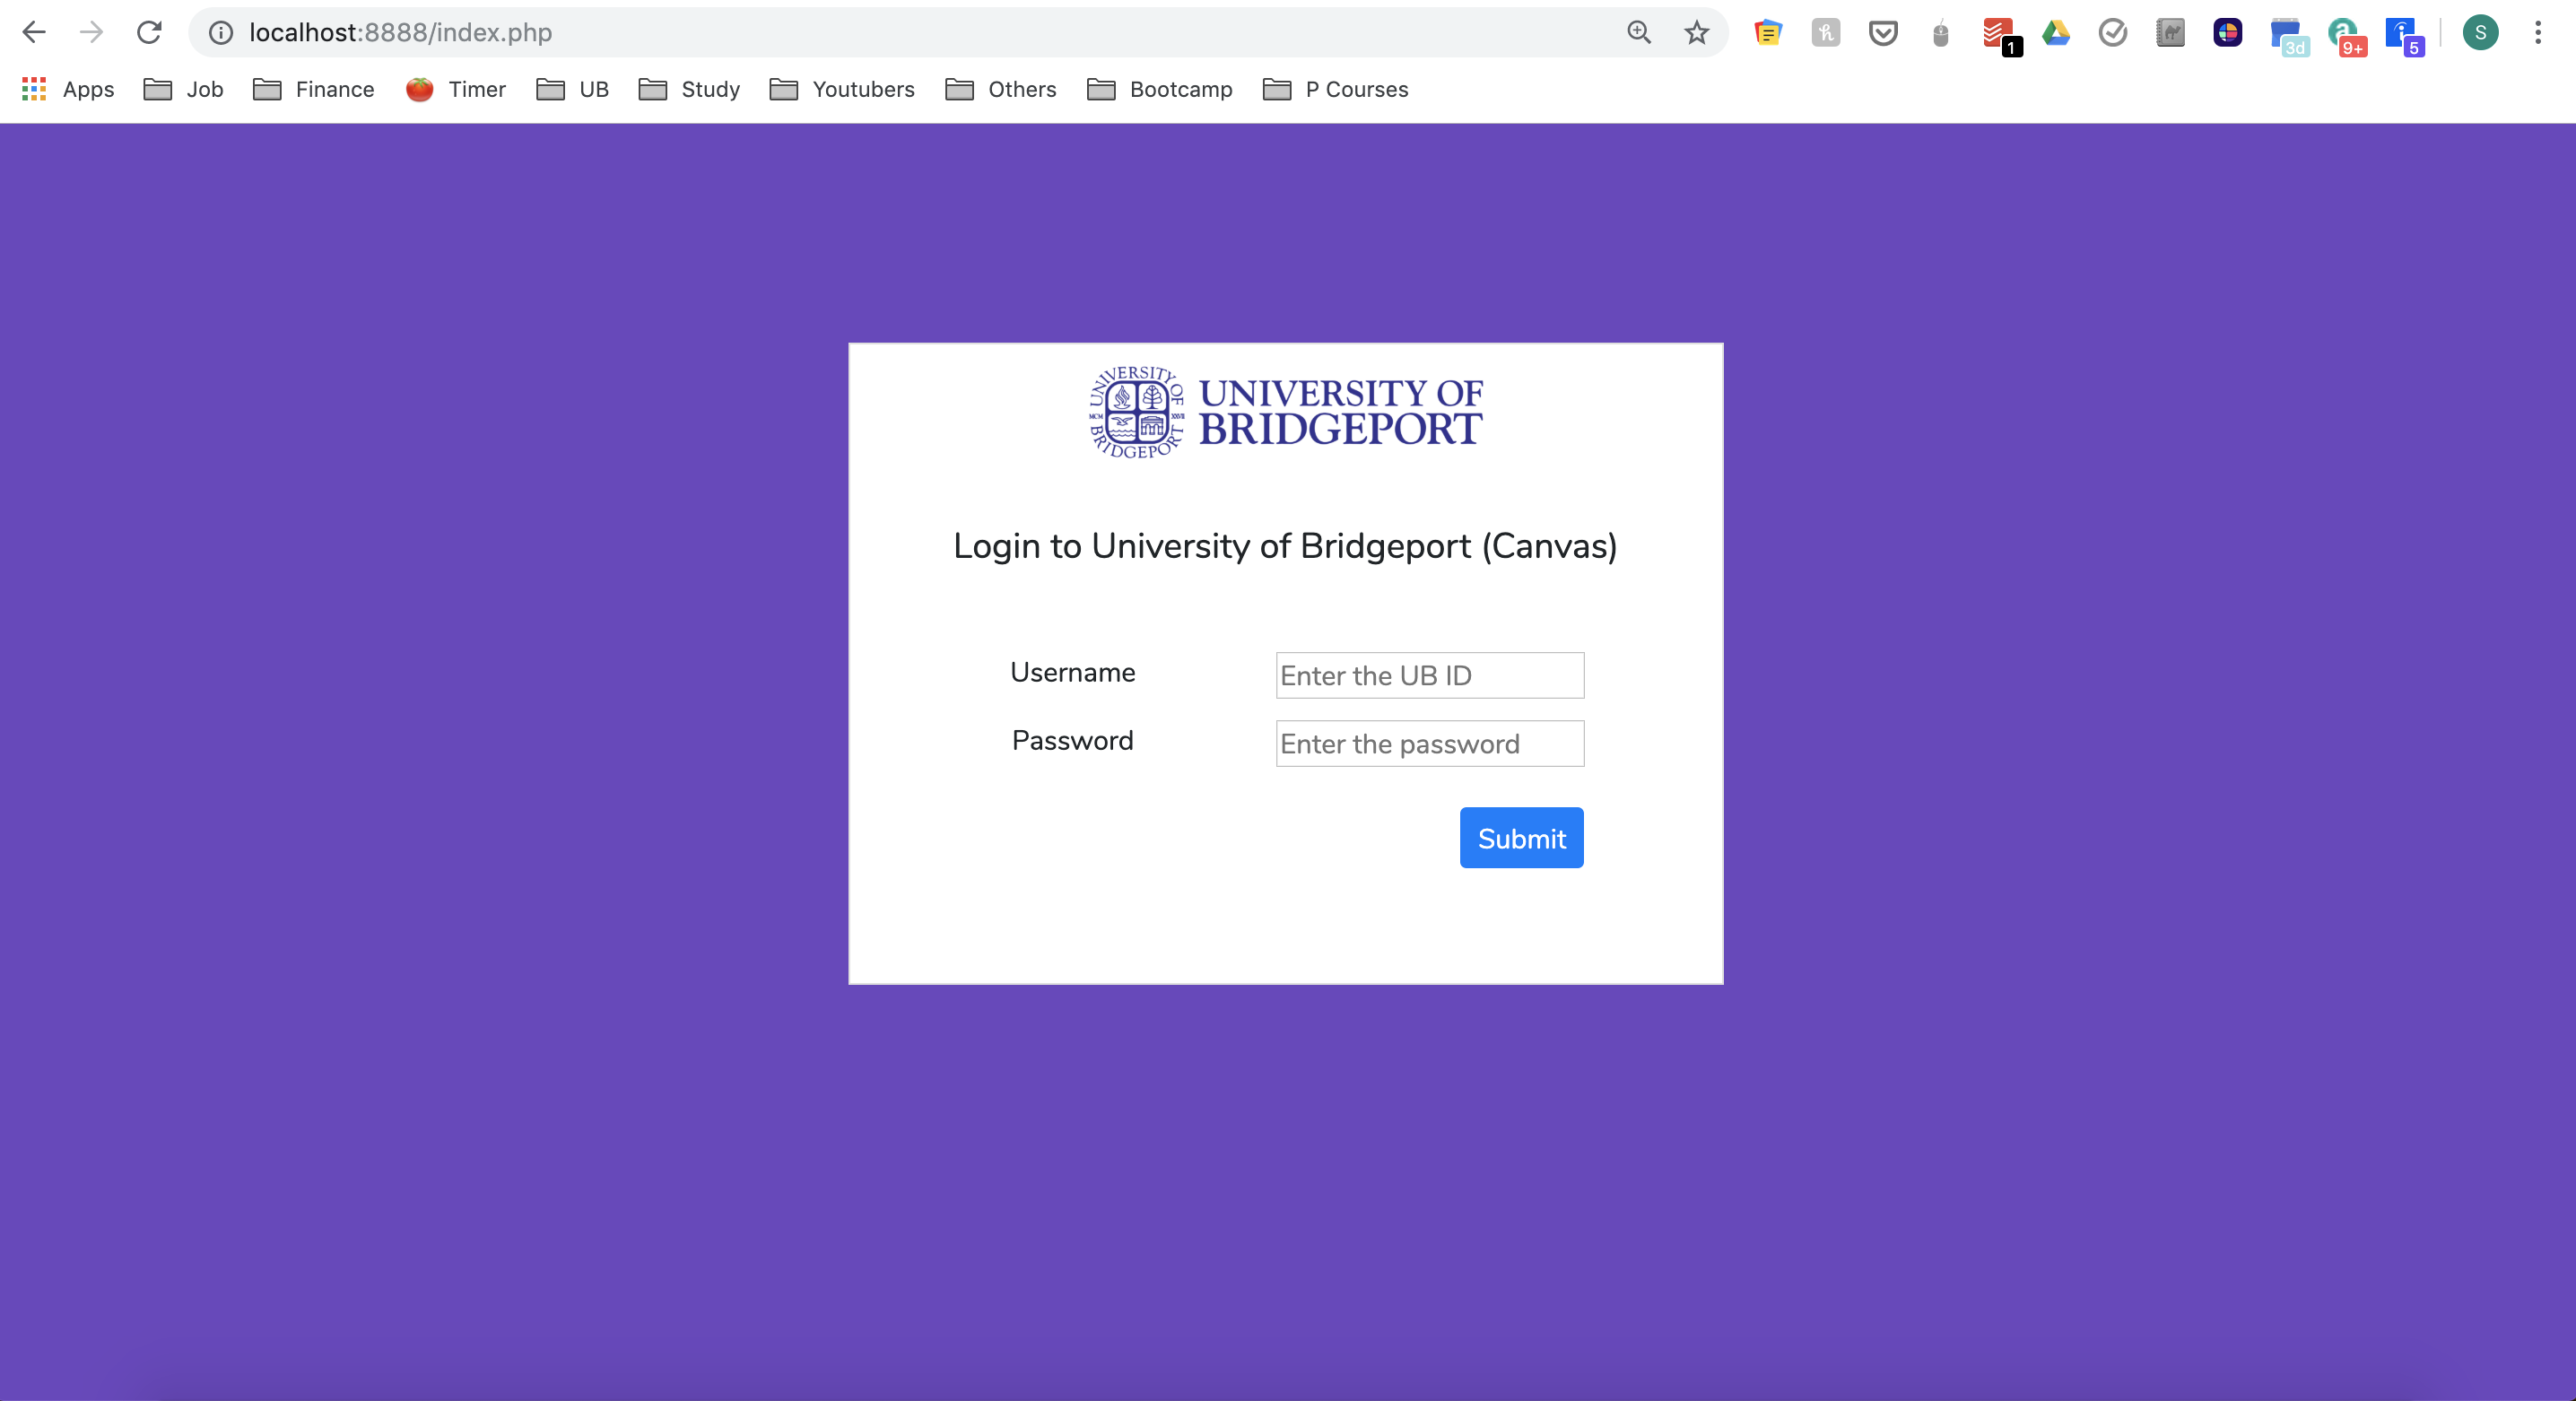 localhost:8888/index.php
1
3d
9+
5
S
Apps Job Finance Timer UB Study Youtubers Others Bootcamp P Courses
UNIVERSITY OF BRIDGEPORT
MCM XXVII
UNIVERSITY OF
BRIDGEPORT
Login to University of Bridgeport (Canvas)
Username Enter the UB ID
Password Enter the password
Submit